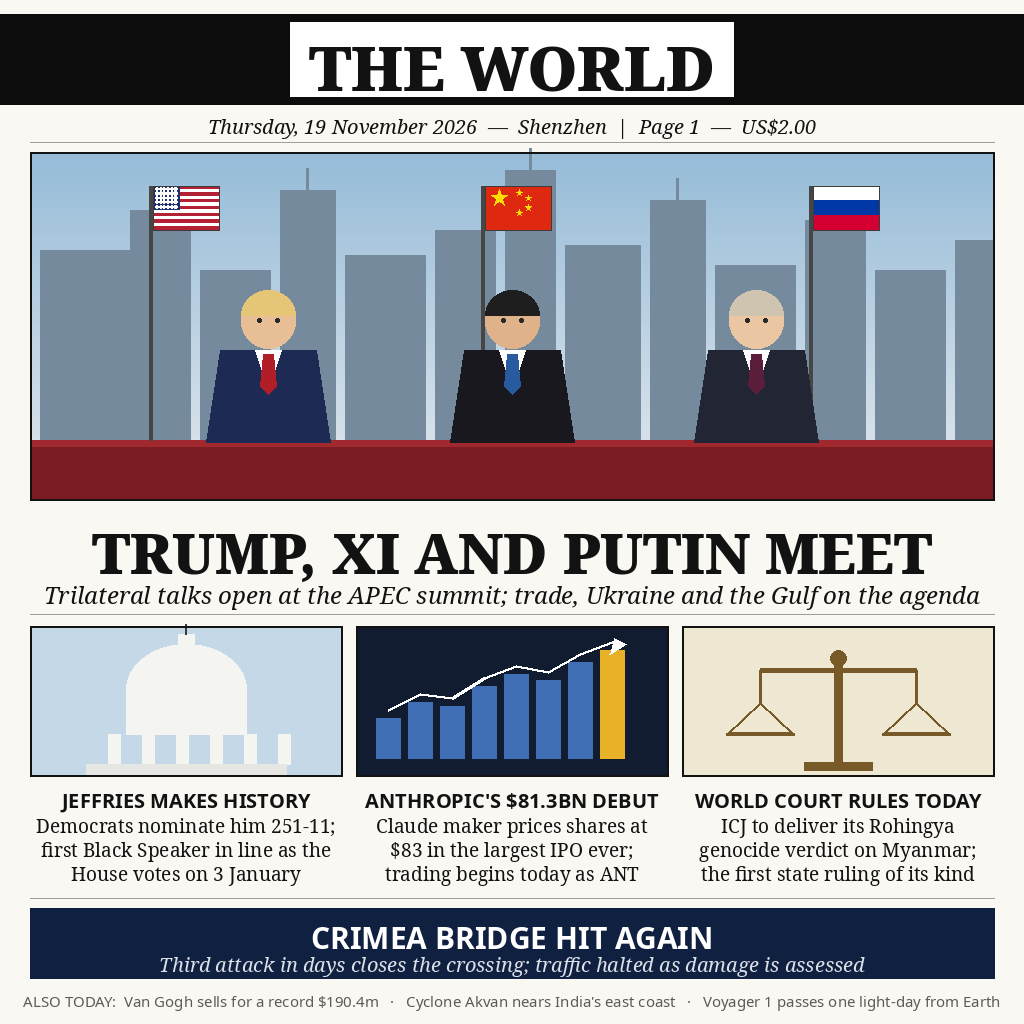 THE WORLD
Thursday, 19 November 2026 — Shenzhen | Page 1 — US$2.00
TRUMP, XI AND PUTIN MEET
Trilateral talks open at the APEC summit; trade, Ukraine and the Gulf on the agenda
JEFFRIES MAKES HISTORY
Democrats nominate him 251-11;
first Black Speaker in line as the
House votes on 3 January
ANTHROPIC'S $81.3BN DEBUT
Claude maker prices shares at
$83 in the largest IPO ever;
trading begins today as ANT
WORLD COURT RULES TODAY
ICJ to deliver its Rohingya
genocide verdict on Myanmar;
the first state ruling of its kind
CRIMEA BRIDGE HIT AGAIN
Third attack in days closes the crossing; traffic halted as damage is assessed
ALSO TODAY: Van Gogh sells for a record $190.4m · Cyclone Akvan nears India's east coast · Voyager 1 passes one light-day from Earth